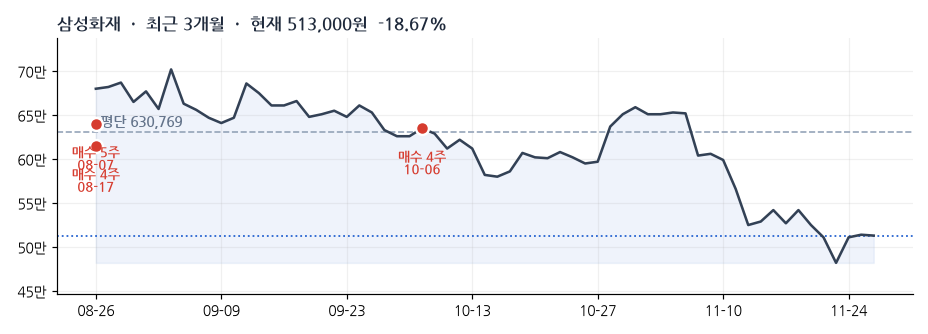 삼성화재 · 최근 3개월 · 현재 513,000원 -18.67%
70만
65만
60만
55만
50만
45만
평단 630,769
매수 5주
08-07
매수 4주
08-17
매수 4주
10-06
08-26
09-09
09-23
10-13
10-27
11-10
11-24